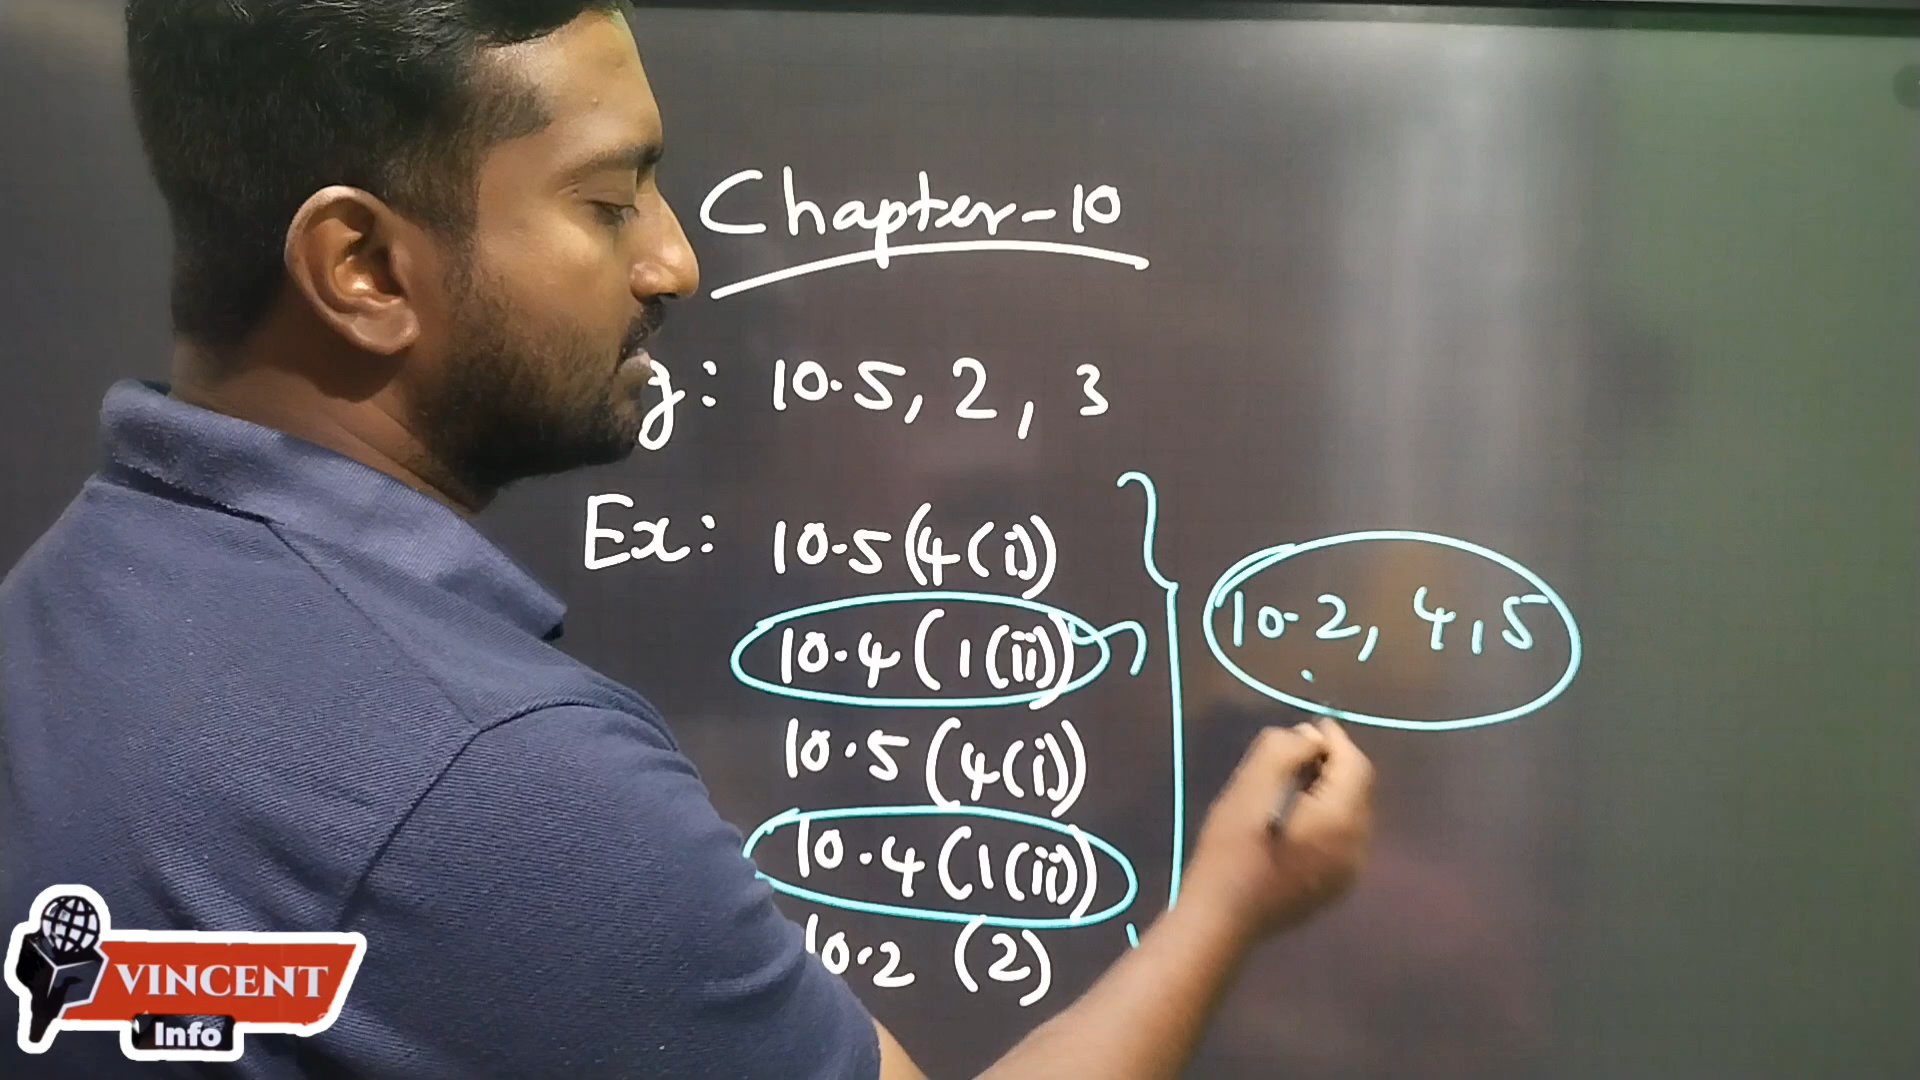 Chapter-10
g: 10.5, 2, 3
Ex: 10.5 (4(i))
10.4 (1(ii))
10.5 (4(i))
10.4 (1(ii))
10.2 (2)
10.2, 4, 5
VINCENT
Info